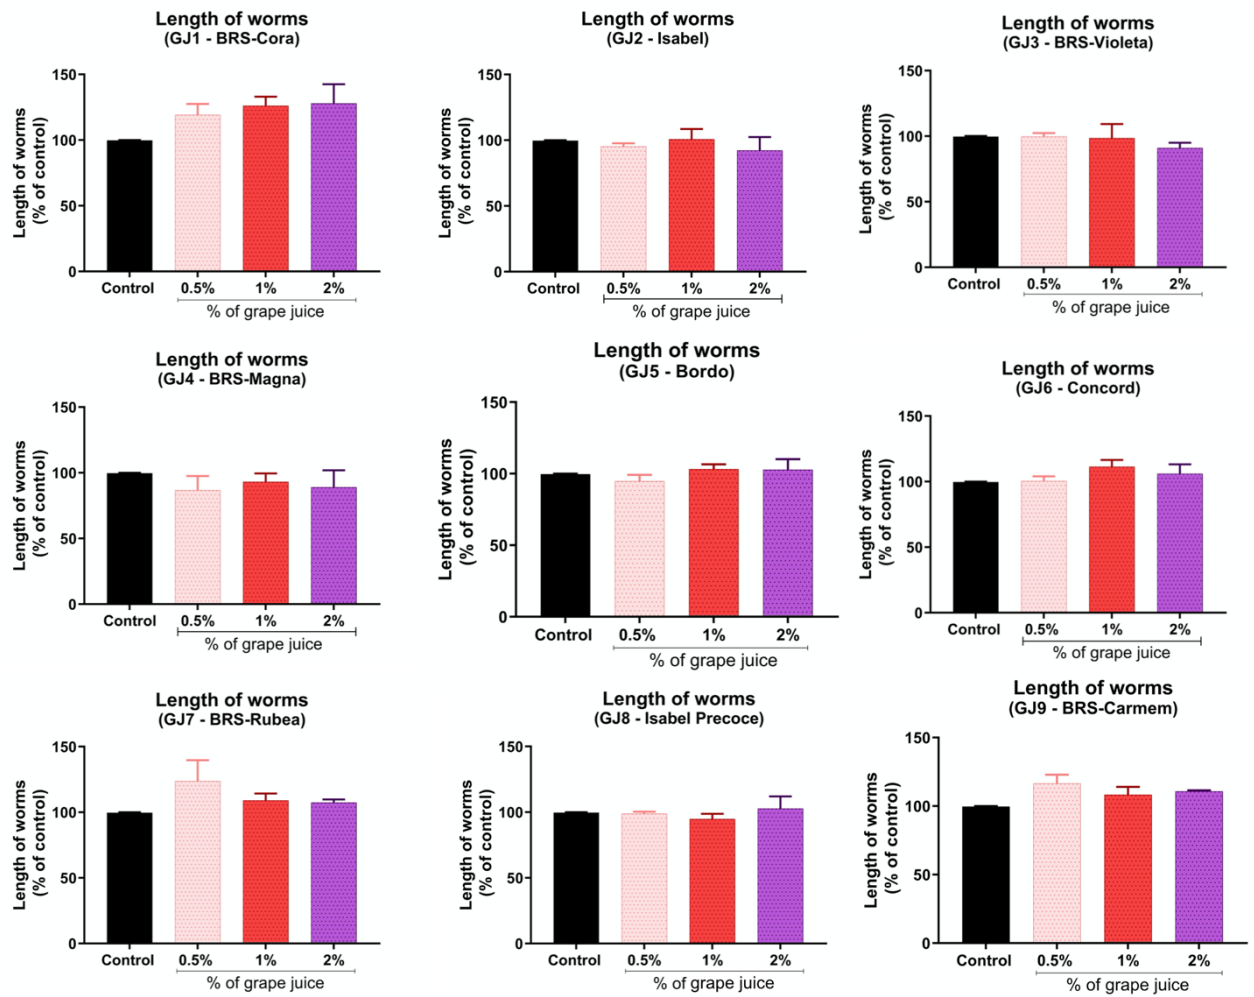 Length of worms
(GJ1 - BRS-Cora)
Length of worms
(% of control)
150
100
50
0
Control 0.5% 1% 2%
% of grape juice
Length of worms
(GJ2 - Isabel)
Length of worms
(% of control)
150
100
50
0
Control 0.5% 1% 2%
% of grape juice
Length of worms
(GJ3 - BRS-Violeta)
Length of worms
(% of control)
150
100
50
0
Control 0.5% 1% 2%
% of grape juice
Length of worms
(GJ4 - BRS-Magna)
Length of worms
(% of control)
150
100
50
0
Control 0.5% 1% 2%
% of grape juice
Length of worms
(GJ5 - Bordo)
Length of worms
(% of control)
150
100
50
0
Control 0.5% 1% 2%
% of grape juice
Length of worms
(GJ6 - Concord)
Length of worms
(% of control)
150
100
50
0
Control 0.5% 1% 2%
% of grape juice
Length of worms
(GJ7 - BRS-Rubea)
Length of worms
(% of control)
150
100
50
0
Control 0.5% 1% 2%
% of grape juice
Length of worms
(GJ8 - Isabel Precoce)
Length of worms
(% of control)
150
100
50
0
Control 0.5% 1% 2%
% of grape juice
Length of worms
(GJ9 - BRS-Carmem)
Length of worms
(% of control)
150
100
50
0
Control 0.5% 1% 2%
% of grape juice